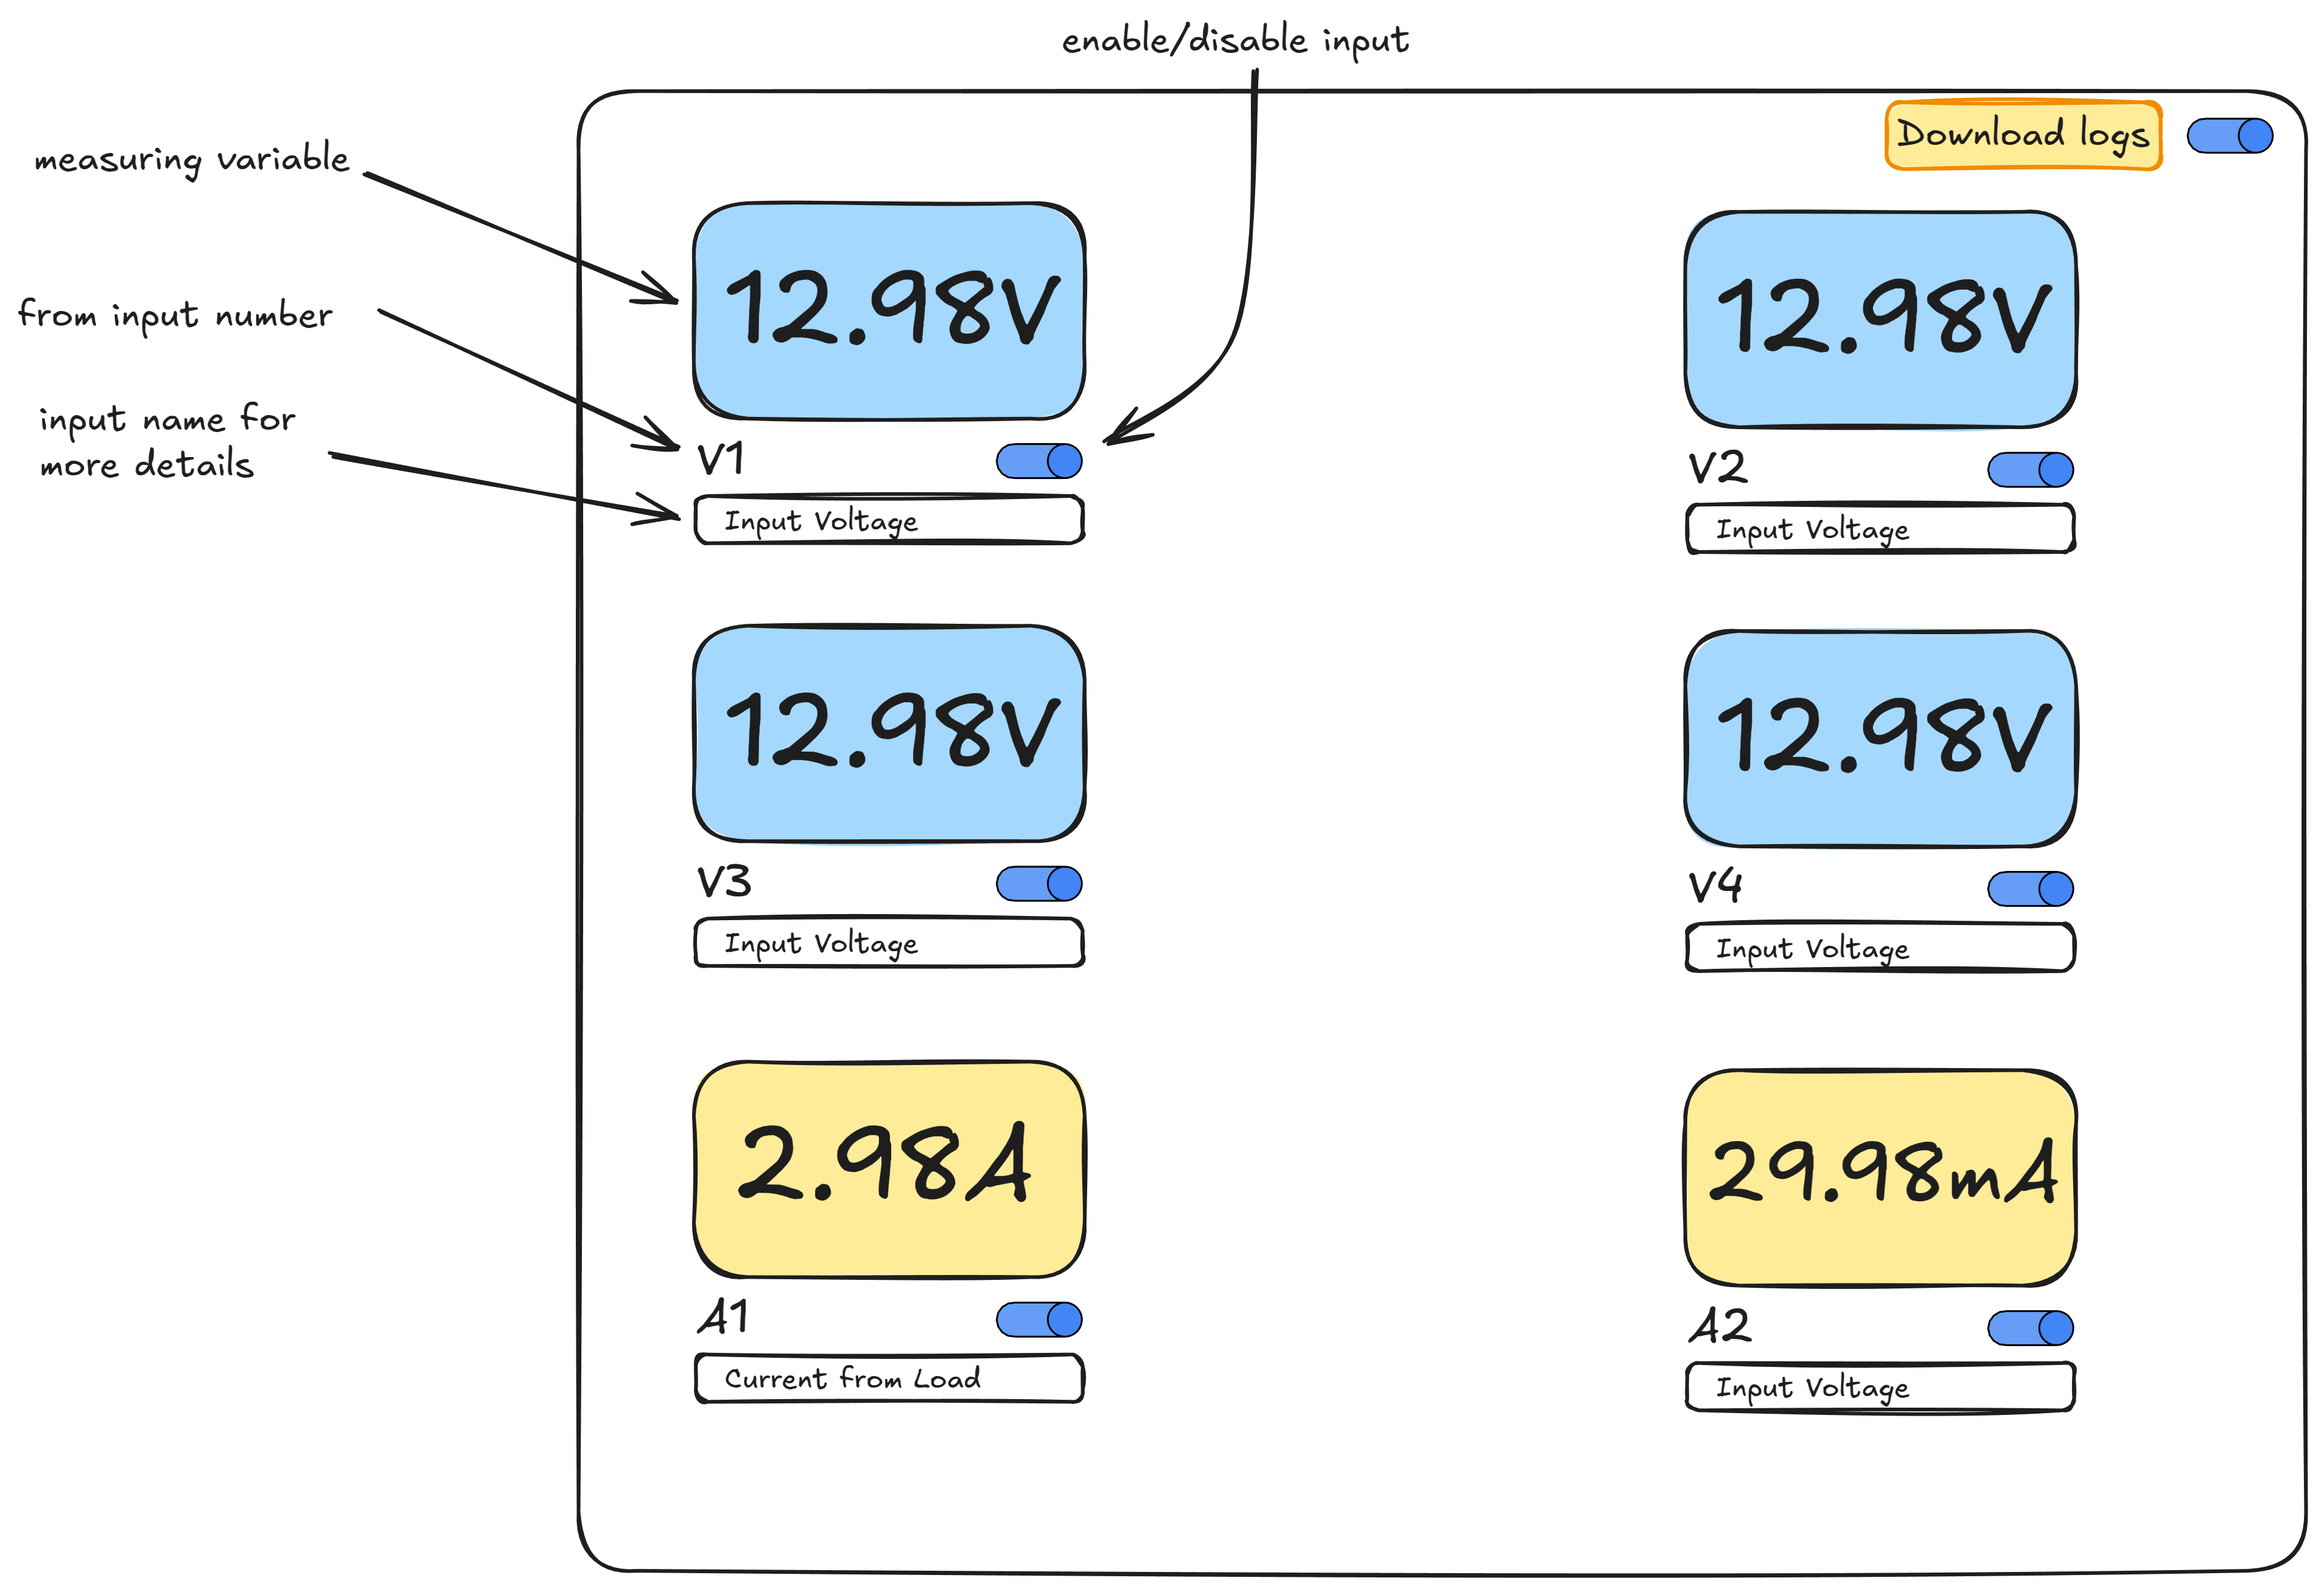 enable/disable input
Download logs
measuring variable
12.98V
12.98V
from input number
input name for
more details
V1
V2
Input Voltage
Input Voltage
12.98V
12.98V
V3
V4
Input Voltage
Input Voltage
2.98A
29.98mA
A1
A2
Current from Load
Input Voltage